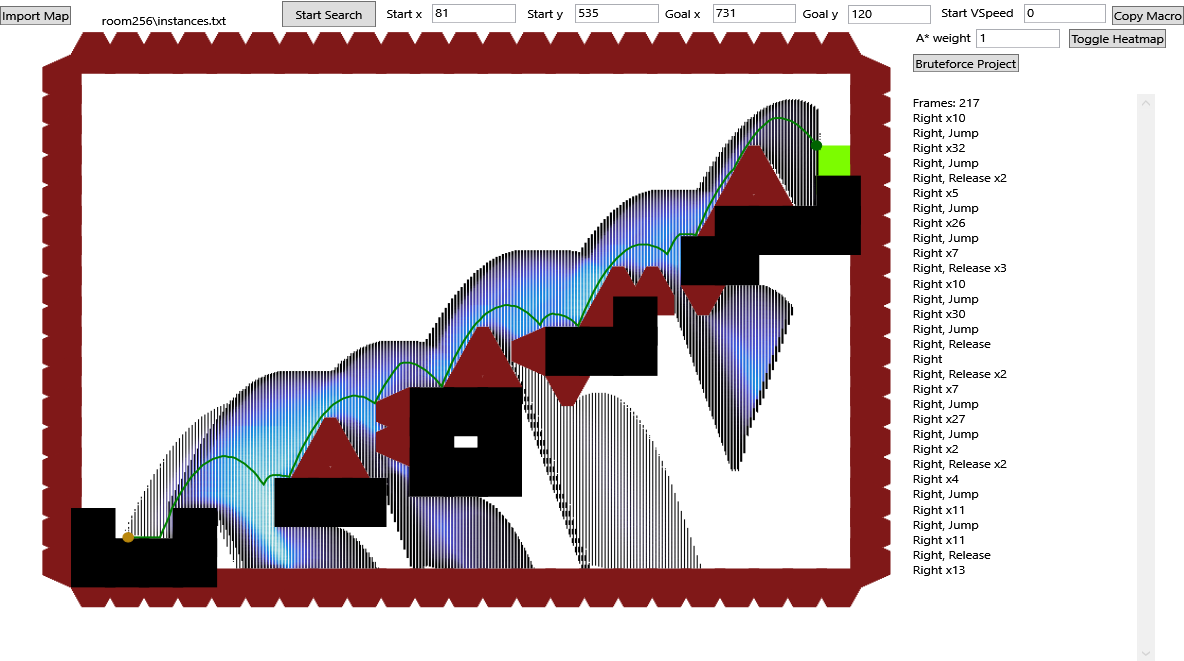 Import Map
room256\instances.txt
Start Search
Start x 81
Start y 535
Goal x 731
Goal y 120
Start VSpeed 0
Copy Macro
A* weight 1
Toggle Heatmap
Bruteforce Project
Frames: 217
Right x10
Right, Jump
Right x32
Right, Jump
Right, Release x2
Right x5
Right, Jump
Right x26
Right, Jump
Right x7
Right, Release x3
Right x10
Right, Jump
Right x30
Right, Jump
Right, Release
Right
Right, Release x2
Right x7
Right, Jump
Right x27
Right, Jump
Right x2
Right, Release x2
Right x4
Right, Jump
Right x11
Right, Jump
Right x11
Right, Release
Right x13